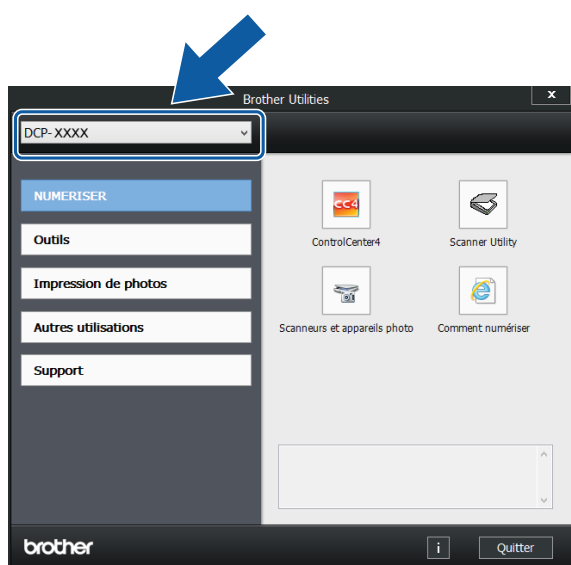 Brother Utilities
x
DCP-XXXX
NUMERISER
Outils
Impression de photos
Autres utilisations
Support
CC4
ControlCenter4
Scanner Utility
Scanneurs et appareils photo
Comment numériser
brother
i
Quitter